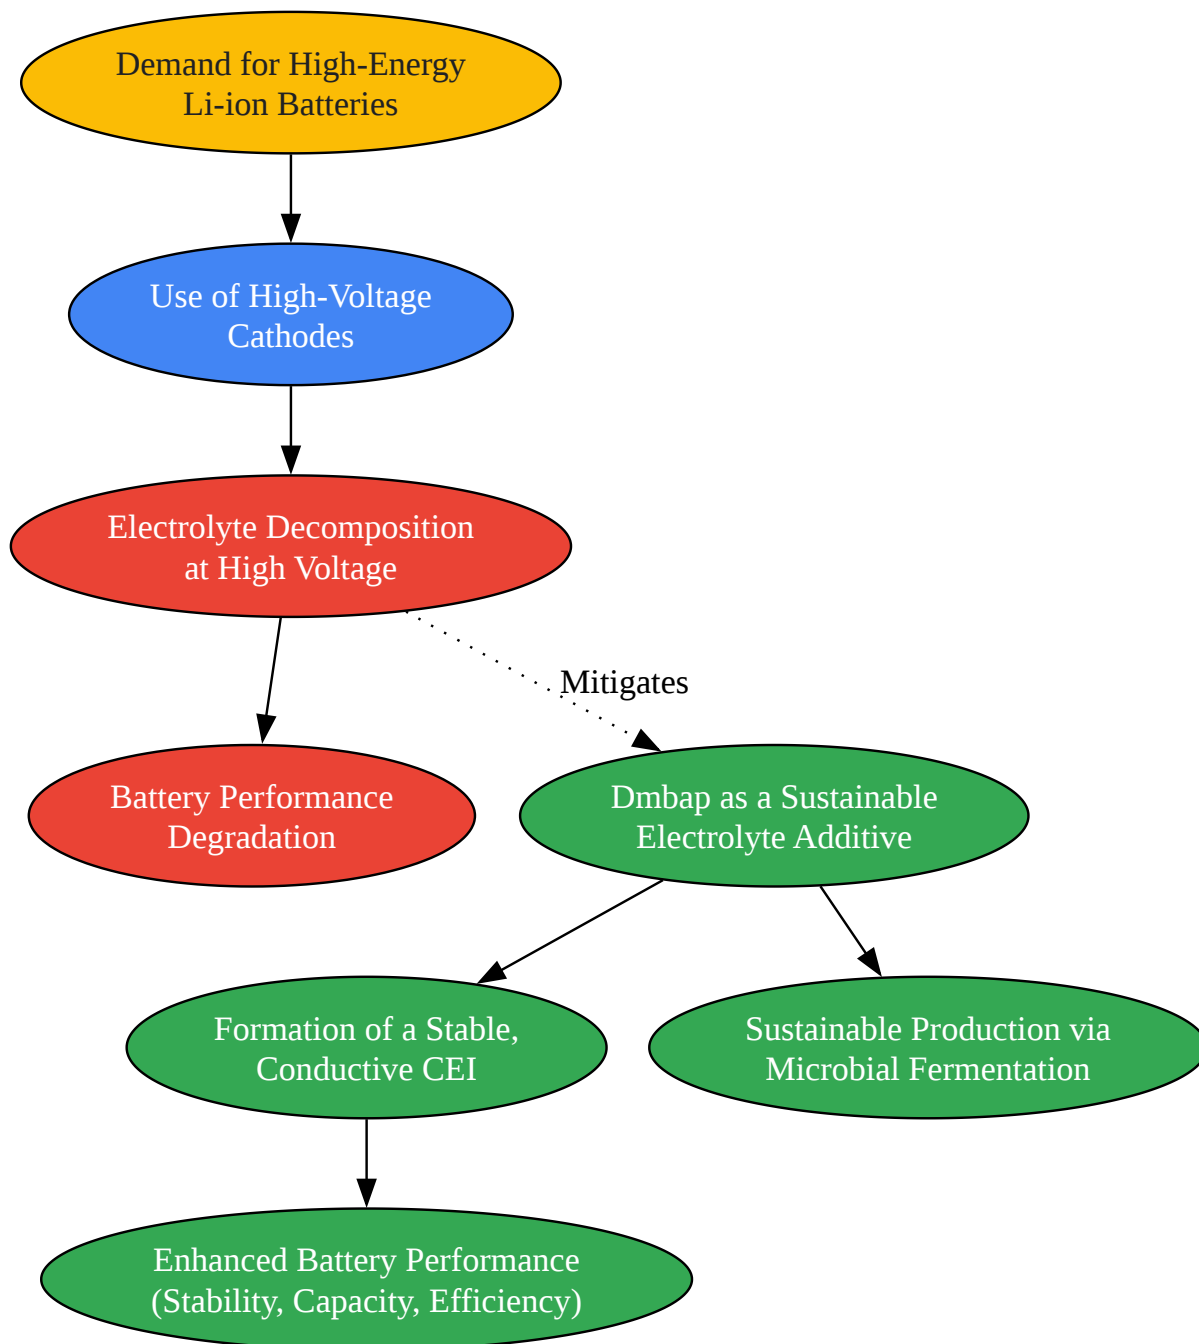 Demand for High-Energy
Li-ion Batteries
Use of High-Voltage
Cathodes
Electrolyte Decomposition
at High Voltage
Mitigates
Battery Performance
Degradation
Dmbap as a Sustainable
Electrolyte Additive
Formation of a Stable,
Conductive CEI
Sustainable Production via
Microbial Fermentation
Enhanced Battery Performance
(Stability, Capacity, Efficiency)